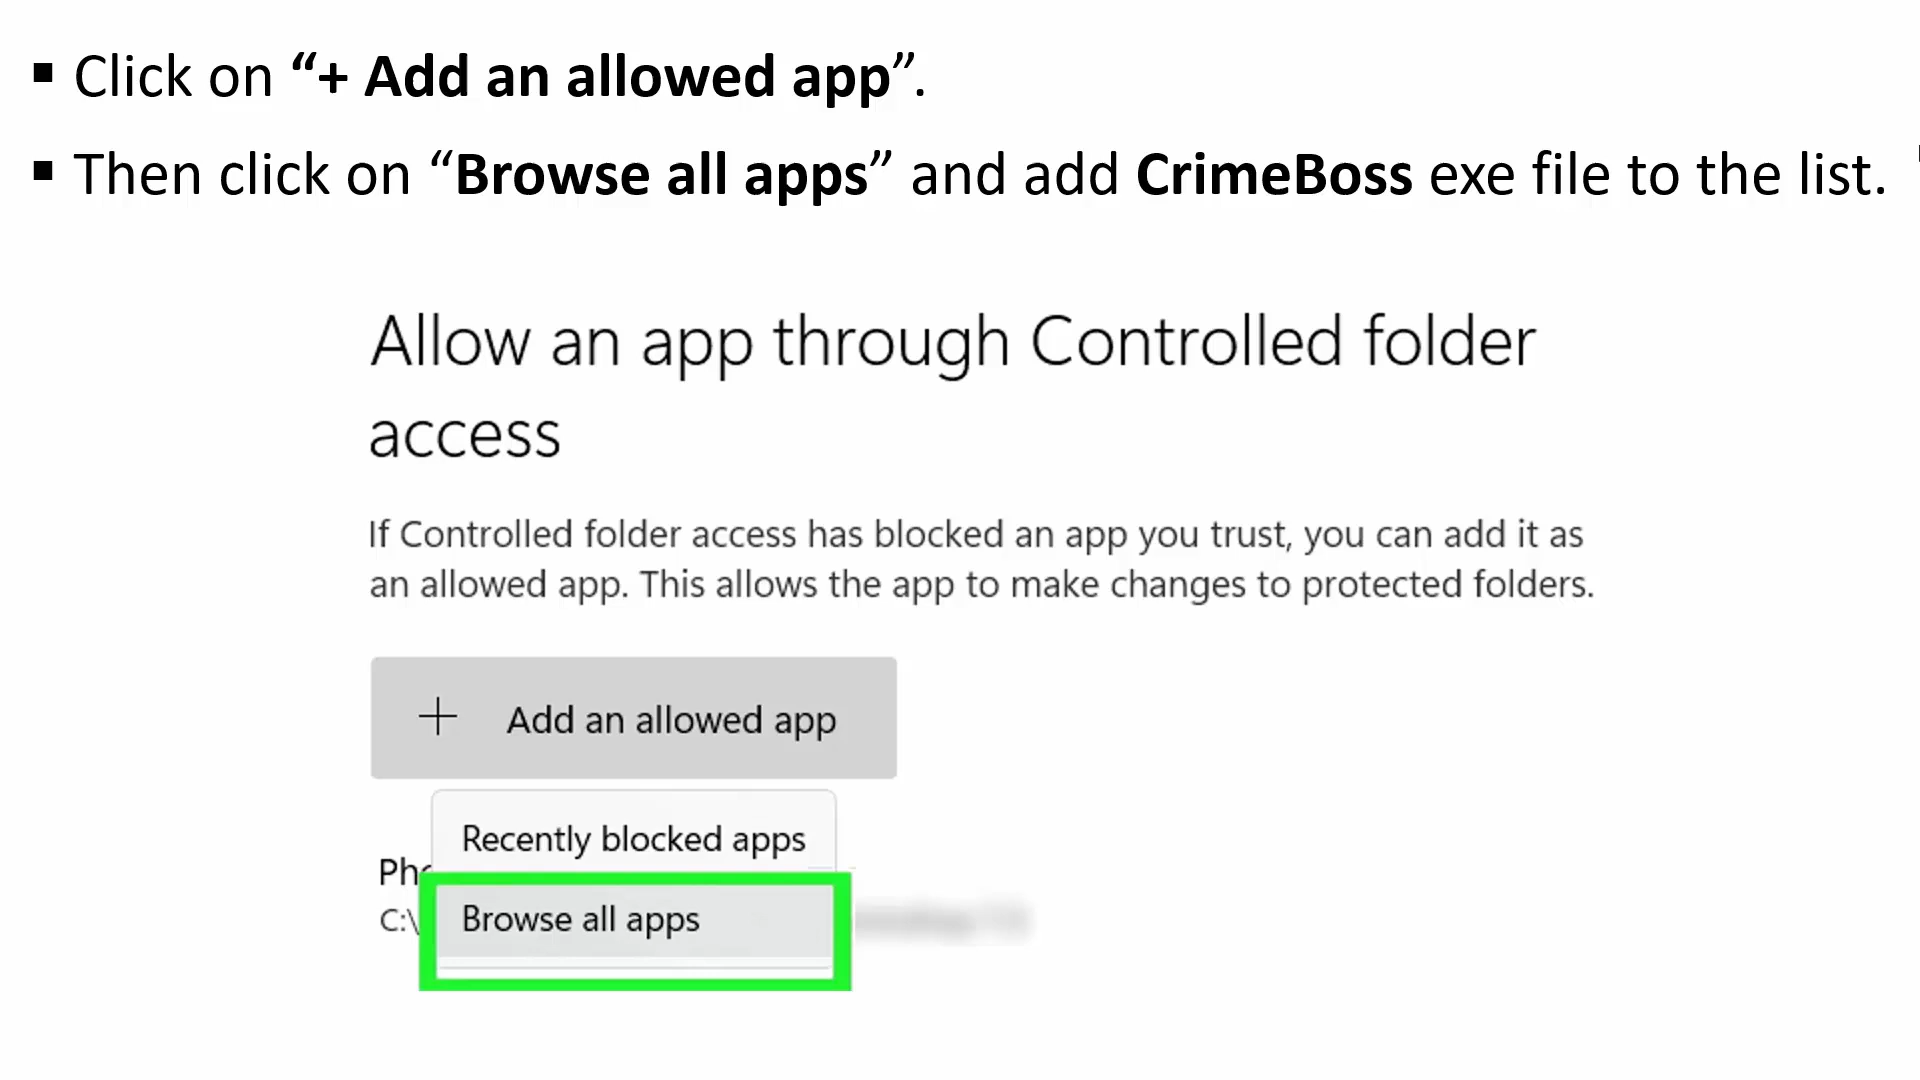 ▪ Click on “+ Add an allowed app”.
▪ Then click on “Browse all apps” and add CrimeBoss exe file to the list.
Allow an app through Controlled folder
access
If Controlled folder access has blocked an app you trust, you can add it as
an allowed app. This allows the app to make changes to protected folders.
+ Add an allowed app
Recently blocked apps
Browse all apps
C:\